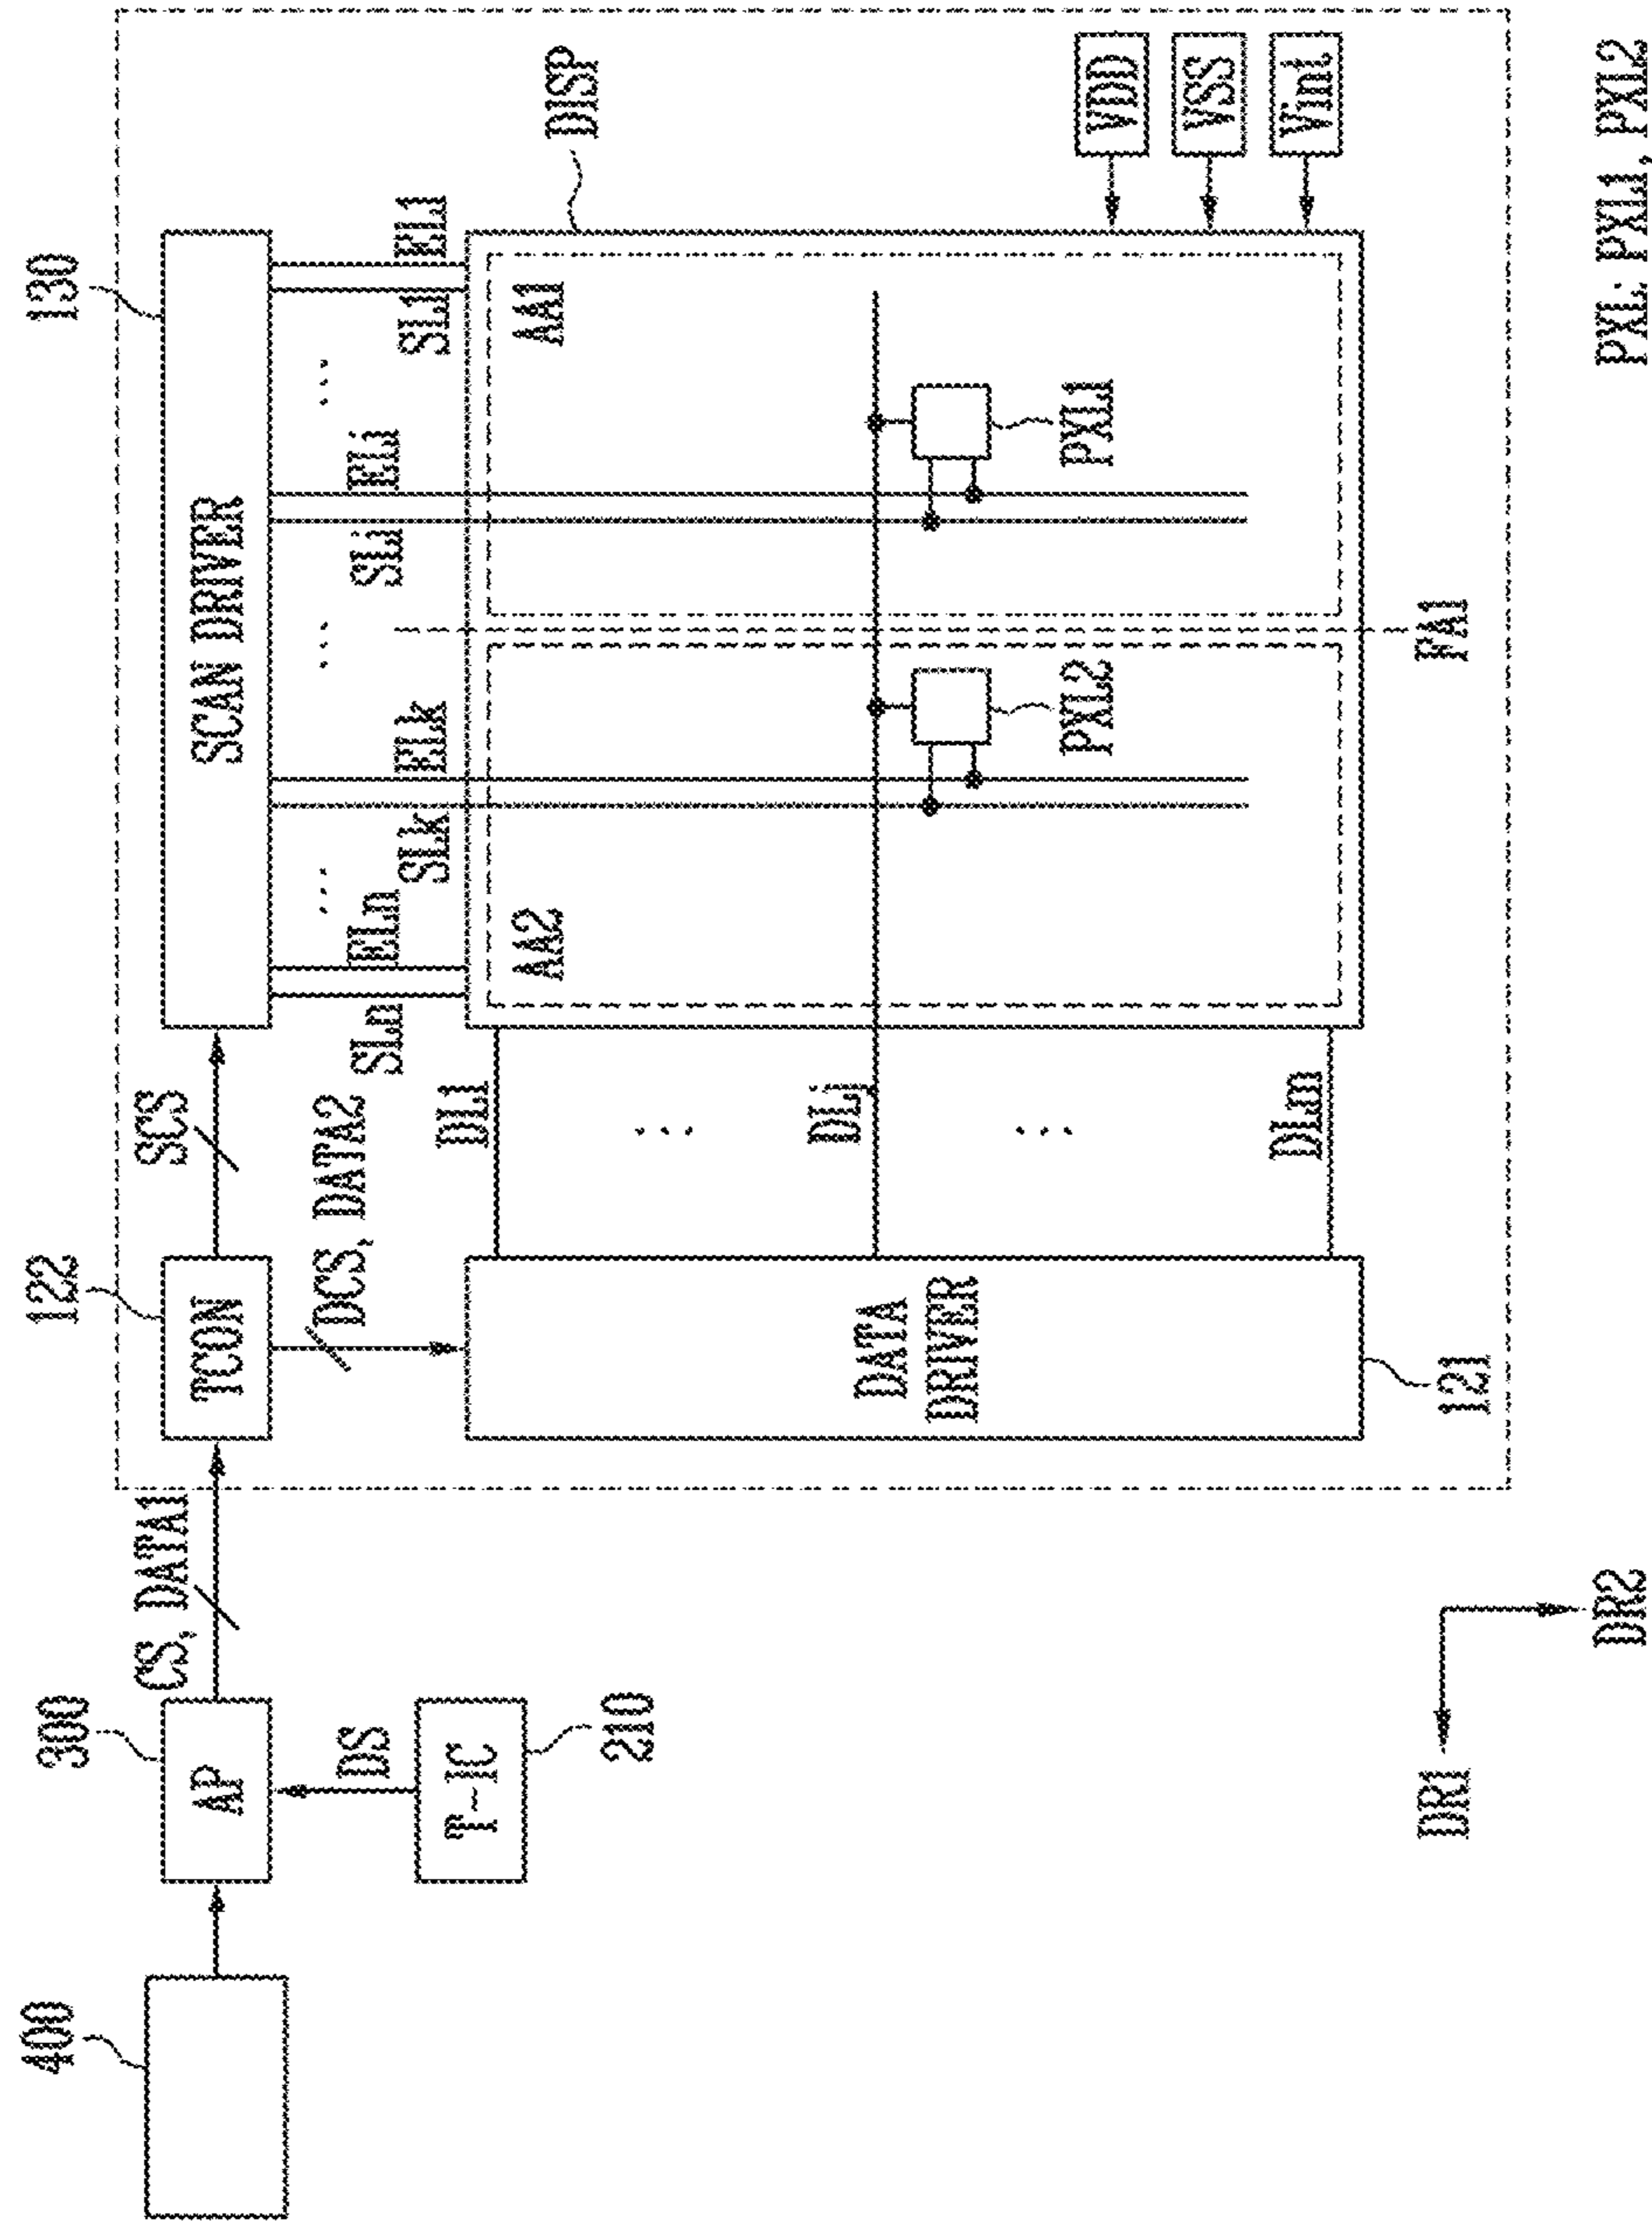 400
300
AP
CS, DATA1
DS
T-IC
210
122
TCON
SCS
DCS, DATA2
130
SCAN DRIVER
SLn
ELn
...
SLk
ELk
...
SLi
ELi
...
SL1
EL1
DISP
DL1
...
DLj
...
DLm
DATA
DRIVER
121
AA2
AA1
PXL2
PXL1
FA1
VDD
VSS
Vint
DR1
DR2
PXL: PXL1, PXL2